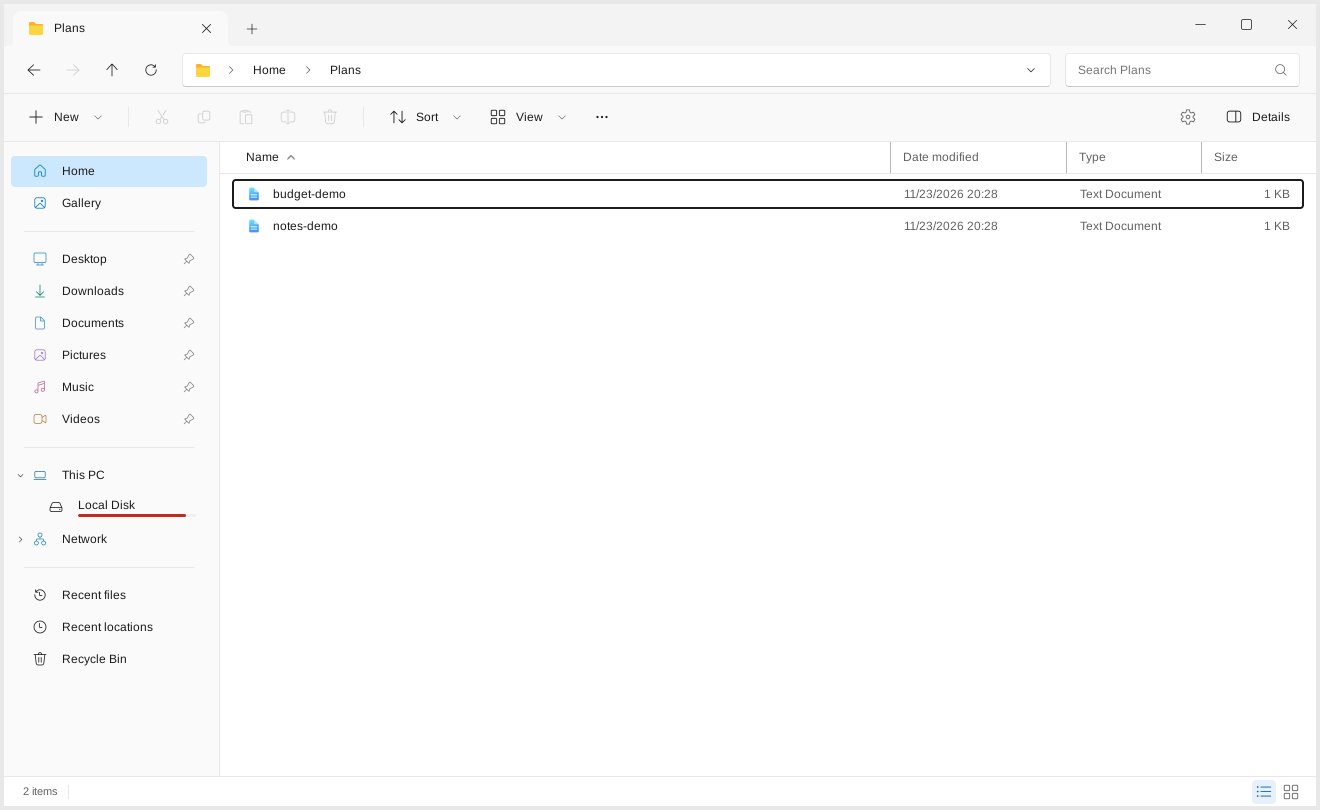 Plans
Home Plans
Search Plans
New Sort View Details
Home
Gallery
Desktop
Downloads
Documents
Pictures
Music
Videos
This PC
Local Disk
Network
Recent files
Recent locations
Recycle Bin
Name Date modified Type Size
budget-demo 11/23/2026 20:28 Text Document 1 KB
notes-demo 11/23/2026 20:28 Text Document 1 KB
2 items